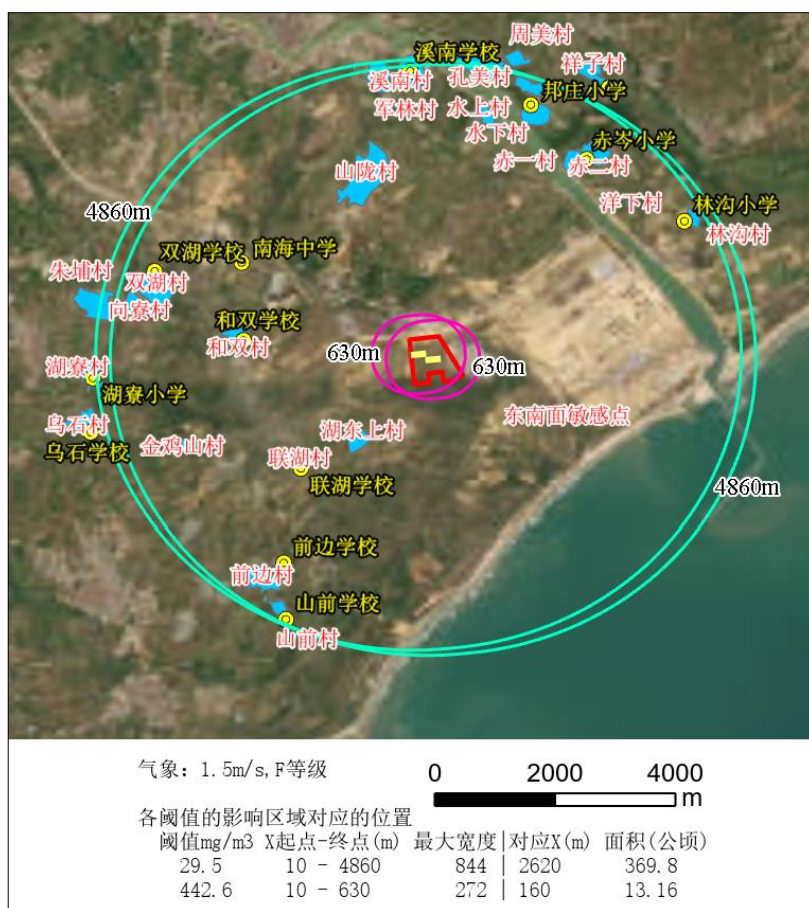 周美村
溪南学校
祥子村
溪南村
孔美村
邦庄小学
军林村
水上村
水下村
赤岑小学
赤一村
赤二村
山陇村
洋下村
林沟小学
4860m
林沟村
双湖学校
南海中学
朱埔村
双湖村
向寮村
和双学校
和双村
630m
630m
湖寮村
湖寮小学
东南面敏感点
乌石村
湖东上村
乌石学校
金鸡山村
联湖村
联湖学校
4860m
前边学校
前边村
山前学校
山前村
气象: 1.5m/s,F等级
0 2000 4000
m
各阈值的影响区域对应的位置
阈值mg/m3 X起点-终点(m) 最大宽度|对应X(m) 面积(公顷)
29.5 10 - 4860 844 | 2620 369.8
442.6 10 - 630 272 | 160 13.16